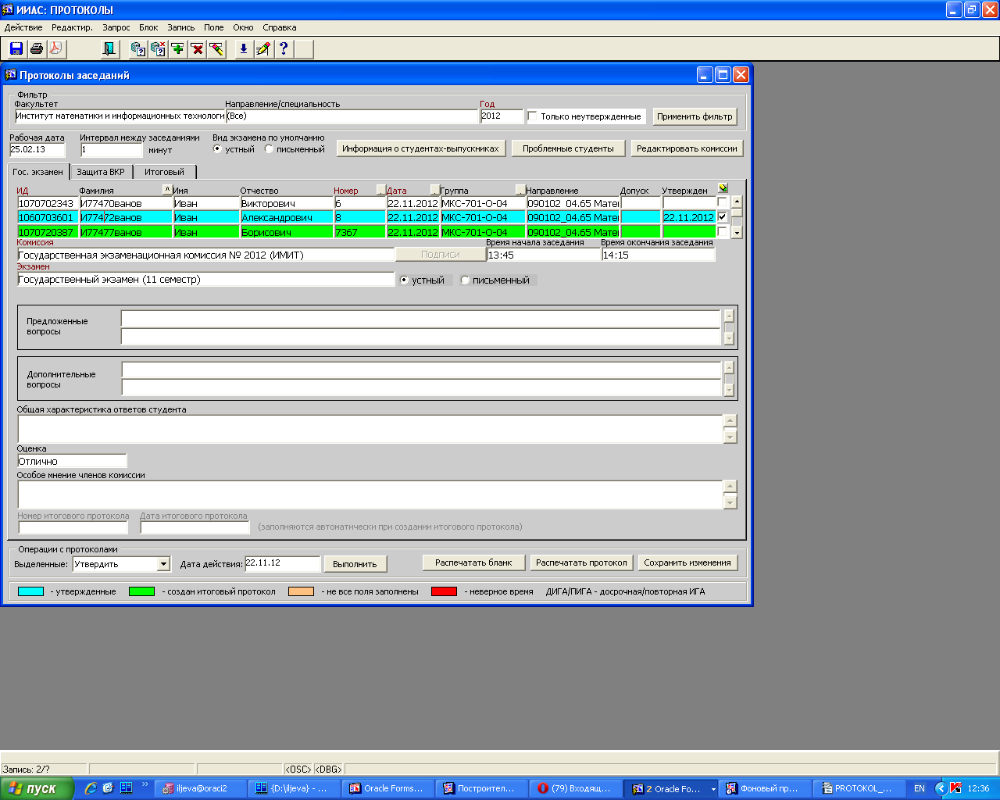 ИИАС: ПРОТОКОЛЫ
Действие Редактир. Запрос Блок Запись Поле Окно Справка
Протоколы заседаний
Фильтр
Факультет Направление/специальность Год
Институт математики и информационных технологи (Все) 2012 Только неутвержденные Применить фильтр
Рабочая дата Интервал между заседаниями Вид экзамена по умолчанию
25.02.13 1 минут устный письменный Информация о студентах-выпускниках Проблемные студенты Редактировать комиссии
Гос. экзамен Защита ВКР Итоговый
ИД Фамилия ^ Имя Отчество Номер . Дата . Группа . Направление Допуск Утвержден
1070702343 И77470ванов Иван Викторович 6 22.11.2012 МКС-701-О-04 090102_04.65 Мате
1060703601 И77472ванов Иван Александрович 8 22.11.2012 МКС-701-О-04 090102_04.65 Мате 22.11.2012
1070720387 И77477ванов Иван Борисович 7367 22.11.2012 МКС-701-О-04 090102_04.65 Мате
Комиссия Время начала заседания Время окончания заседания
Государственная экзаменационная комиссия № 2012 (ИМИТ) Подписи 13:45 14:15
Экзамен
Государственный экзамен (11 семестр) устный письменный
Предложенные
вопросы
Дополнительные
вопросы
Общая характеристика ответов студента
Оценка
Отлично
Особое мнение членов комиссии
Номер итогового протокола Дата итогового протокола
(заполняются автоматически при создании итогового протокола)
Операции с протоколами
Выделенные: Утвердить Дата действия: 22.11.12 Выполнить Распечатать бланк Распечатать протокол Сохранить изменения
- утвержденные - создан итоговый протокол - не все поля заполнены - неверное время ДИГА/ПИГА - досрочная/повторная ИГА
Запись: 2/? <OSC> <DBG>
пуск » iljeva@oraci2 {D:\iljeva} - ... Oracle Forms... Построител... (79) Входящ... 2 Oracle Fo... Фоновый пр... PROTOKOL_... EN 12:36